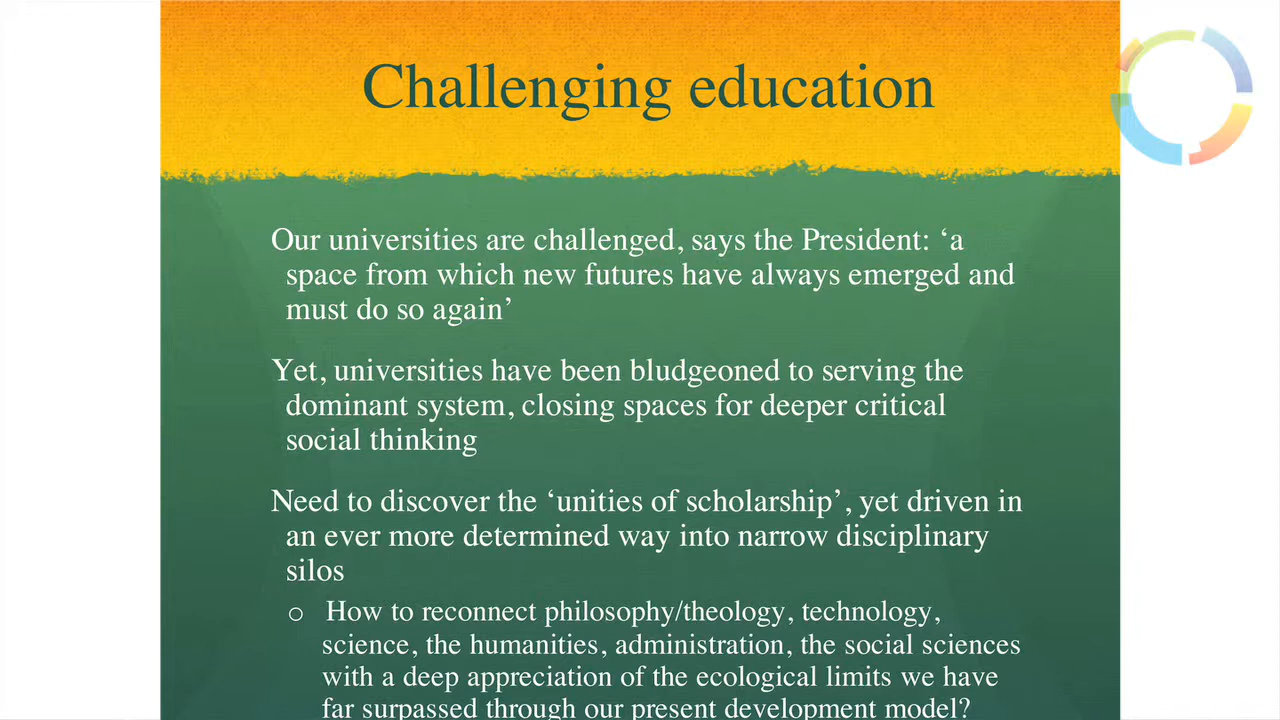 Challenging education
Our universities are challenged, says the President: ‘a
space from which new futures have always emerged and
must do so again’
Yet, universities have been bludgeoned to serving the
dominant system, closing spaces for deeper critical
social thinking
Need to discover the ‘unities of scholarship’, yet driven in
an ever more determined way into narrow disciplinary
silos
o How to reconnect philosophy/theology, technology,
science, the humanities, administration, the social sciences
with a deep appreciation of the ecological limits we have
far surpassed through our present development model?